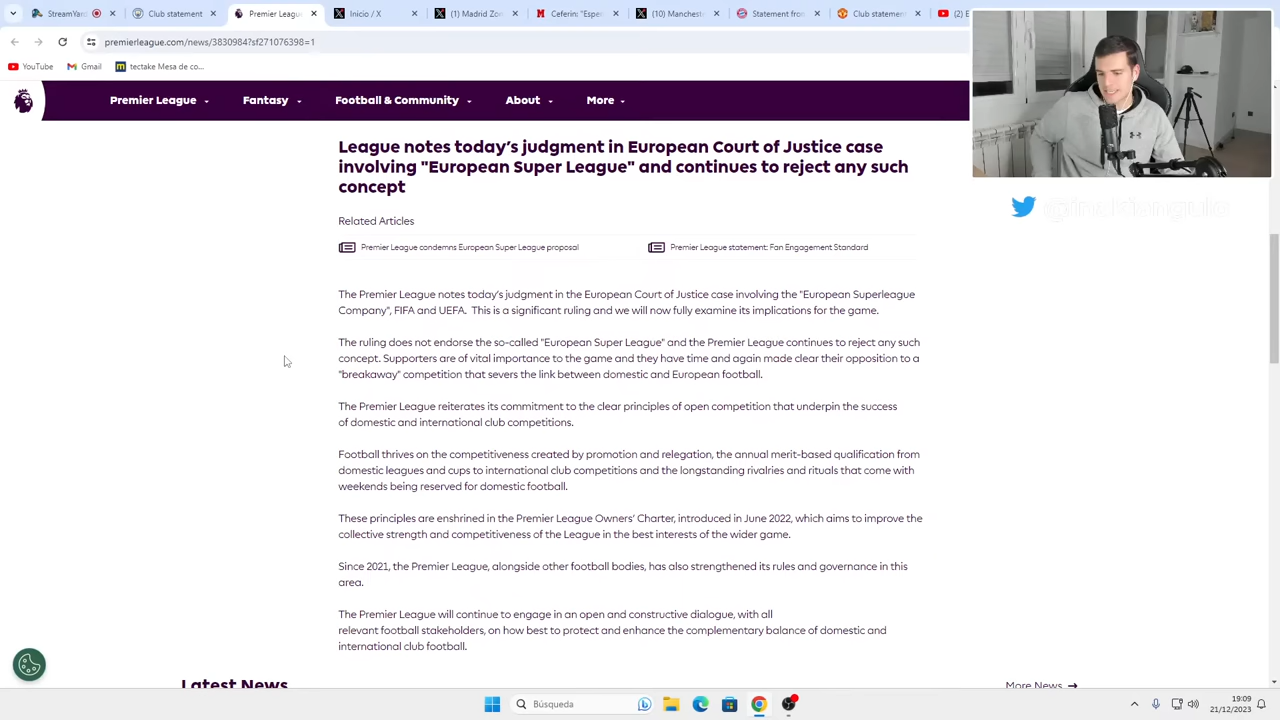 StreamYard
Club statement
Premier Leagu
Inicio / X
(1) Madrid Zon
Ceferin: "Espe
(10) Manchest
Statement from
Club statement
premierleague.com/news/3830984?sf271076398=1
YouTube
Gmail
tectake Mesa de co...
Premier League
Fantasy
Football & Community
About
More
League notes today's judgment in European Court of Justice case
involving "European Super League" and continues to reject any such
concept
Related Articles
Premier League condemns European Super League proposal
Premier League statement: Fan Engagement Standard
The Premier League notes today's judgment in the European Court of Justice case involving the "European Superleague
Company", FIFA and UEFA. This is a significant ruling and we will now fully examine its implications for the game.
The ruling does not endorse the so-called "European Super League" and the Premier League continues to reject any such
concept. Supporters are of vital importance to the game and they have time and again made clear their opposition to a
"breakaway" competition that severs the link between domestic and European football.
The Premier League reiterates its commitment to the clear principles of open competition that underpin the success
of domestic and international club competitions.
Football thrives on the competitiveness created by promotion and relegation, the annual merit-based qualification from
domestic leagues and cups to international club competitions and the longstanding rivalries and rituals that come with
weekends being reserved for domestic football.
These principles are enshrined in the Premier League Owners' Charter, introduced in June 2022, which aims to improve the
collective strength and competitiveness of the League in the best interests of the wider game.
Since 2021, the Premier League, alongside other football bodies, has also strengthened its rules and governance in this
area.
The Premier League will continue to engage in an open and constructive dialogue, with all
relevant football stakeholders, on how best to protect and enhance the complementary balance of domestic and
international club football.
Latest News
More News
Búsqueda
19:09
21/12/2023